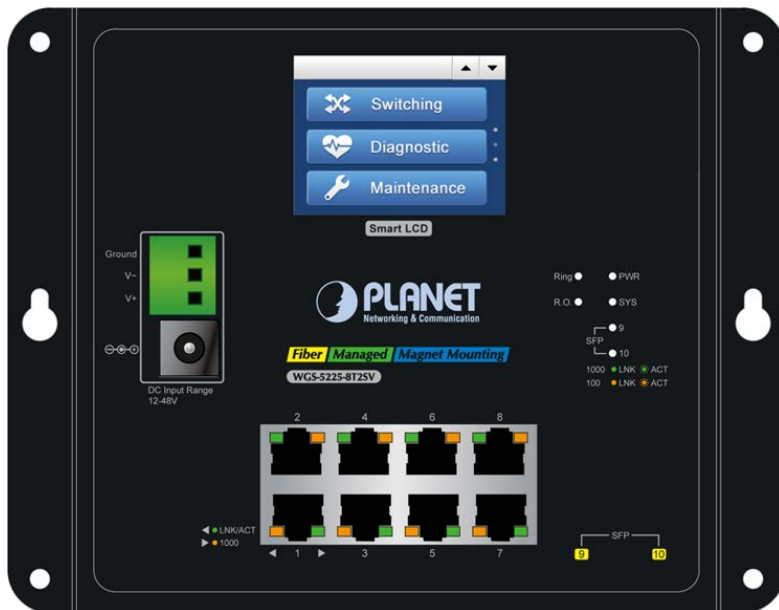 Switching
Diagnostic
Maintenance
Smart LCD
Ground
V−
V+
DC Input Range
12-48V
PLANET
Networking & Communication
Fiber Managed Magnet Mounting
WGS-5225-8T2SV
Ring PWR
R.O. SYS
SFP
9
10
1000 LNK ACT
100 LNK ACT
2 4 6 8
LNK/ACT
1000
1 3 5 7
SFP
9 10